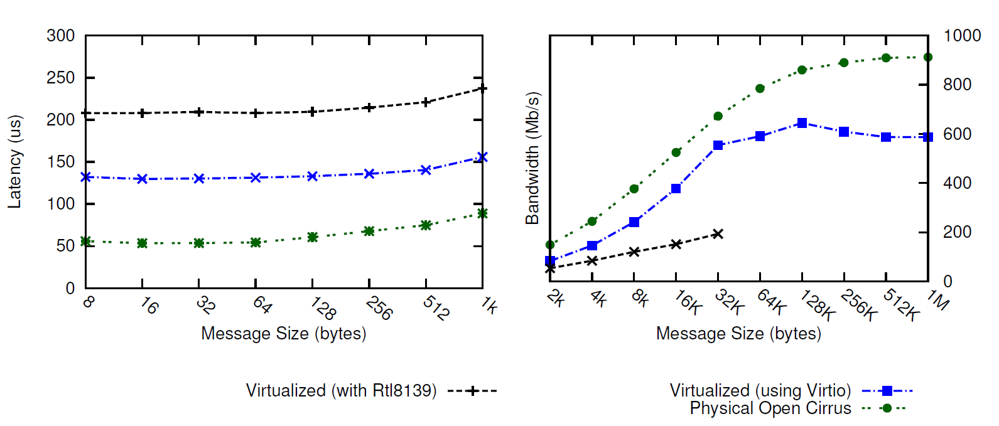 300
250
200
150
100
50
0
Latency (us)
8
16
32
64
128
256
512
1k
Message Size (bytes)
1000
800
600
400
200
0
Bandwidth (Mb/s)
2k
4k
8k
16K
32K
64K
128K
256K
512K
1M
Message Size (bytes)
Virtualized (with Rtl8139)
Virtualized (using Virtio)
Physical Open Cirrus